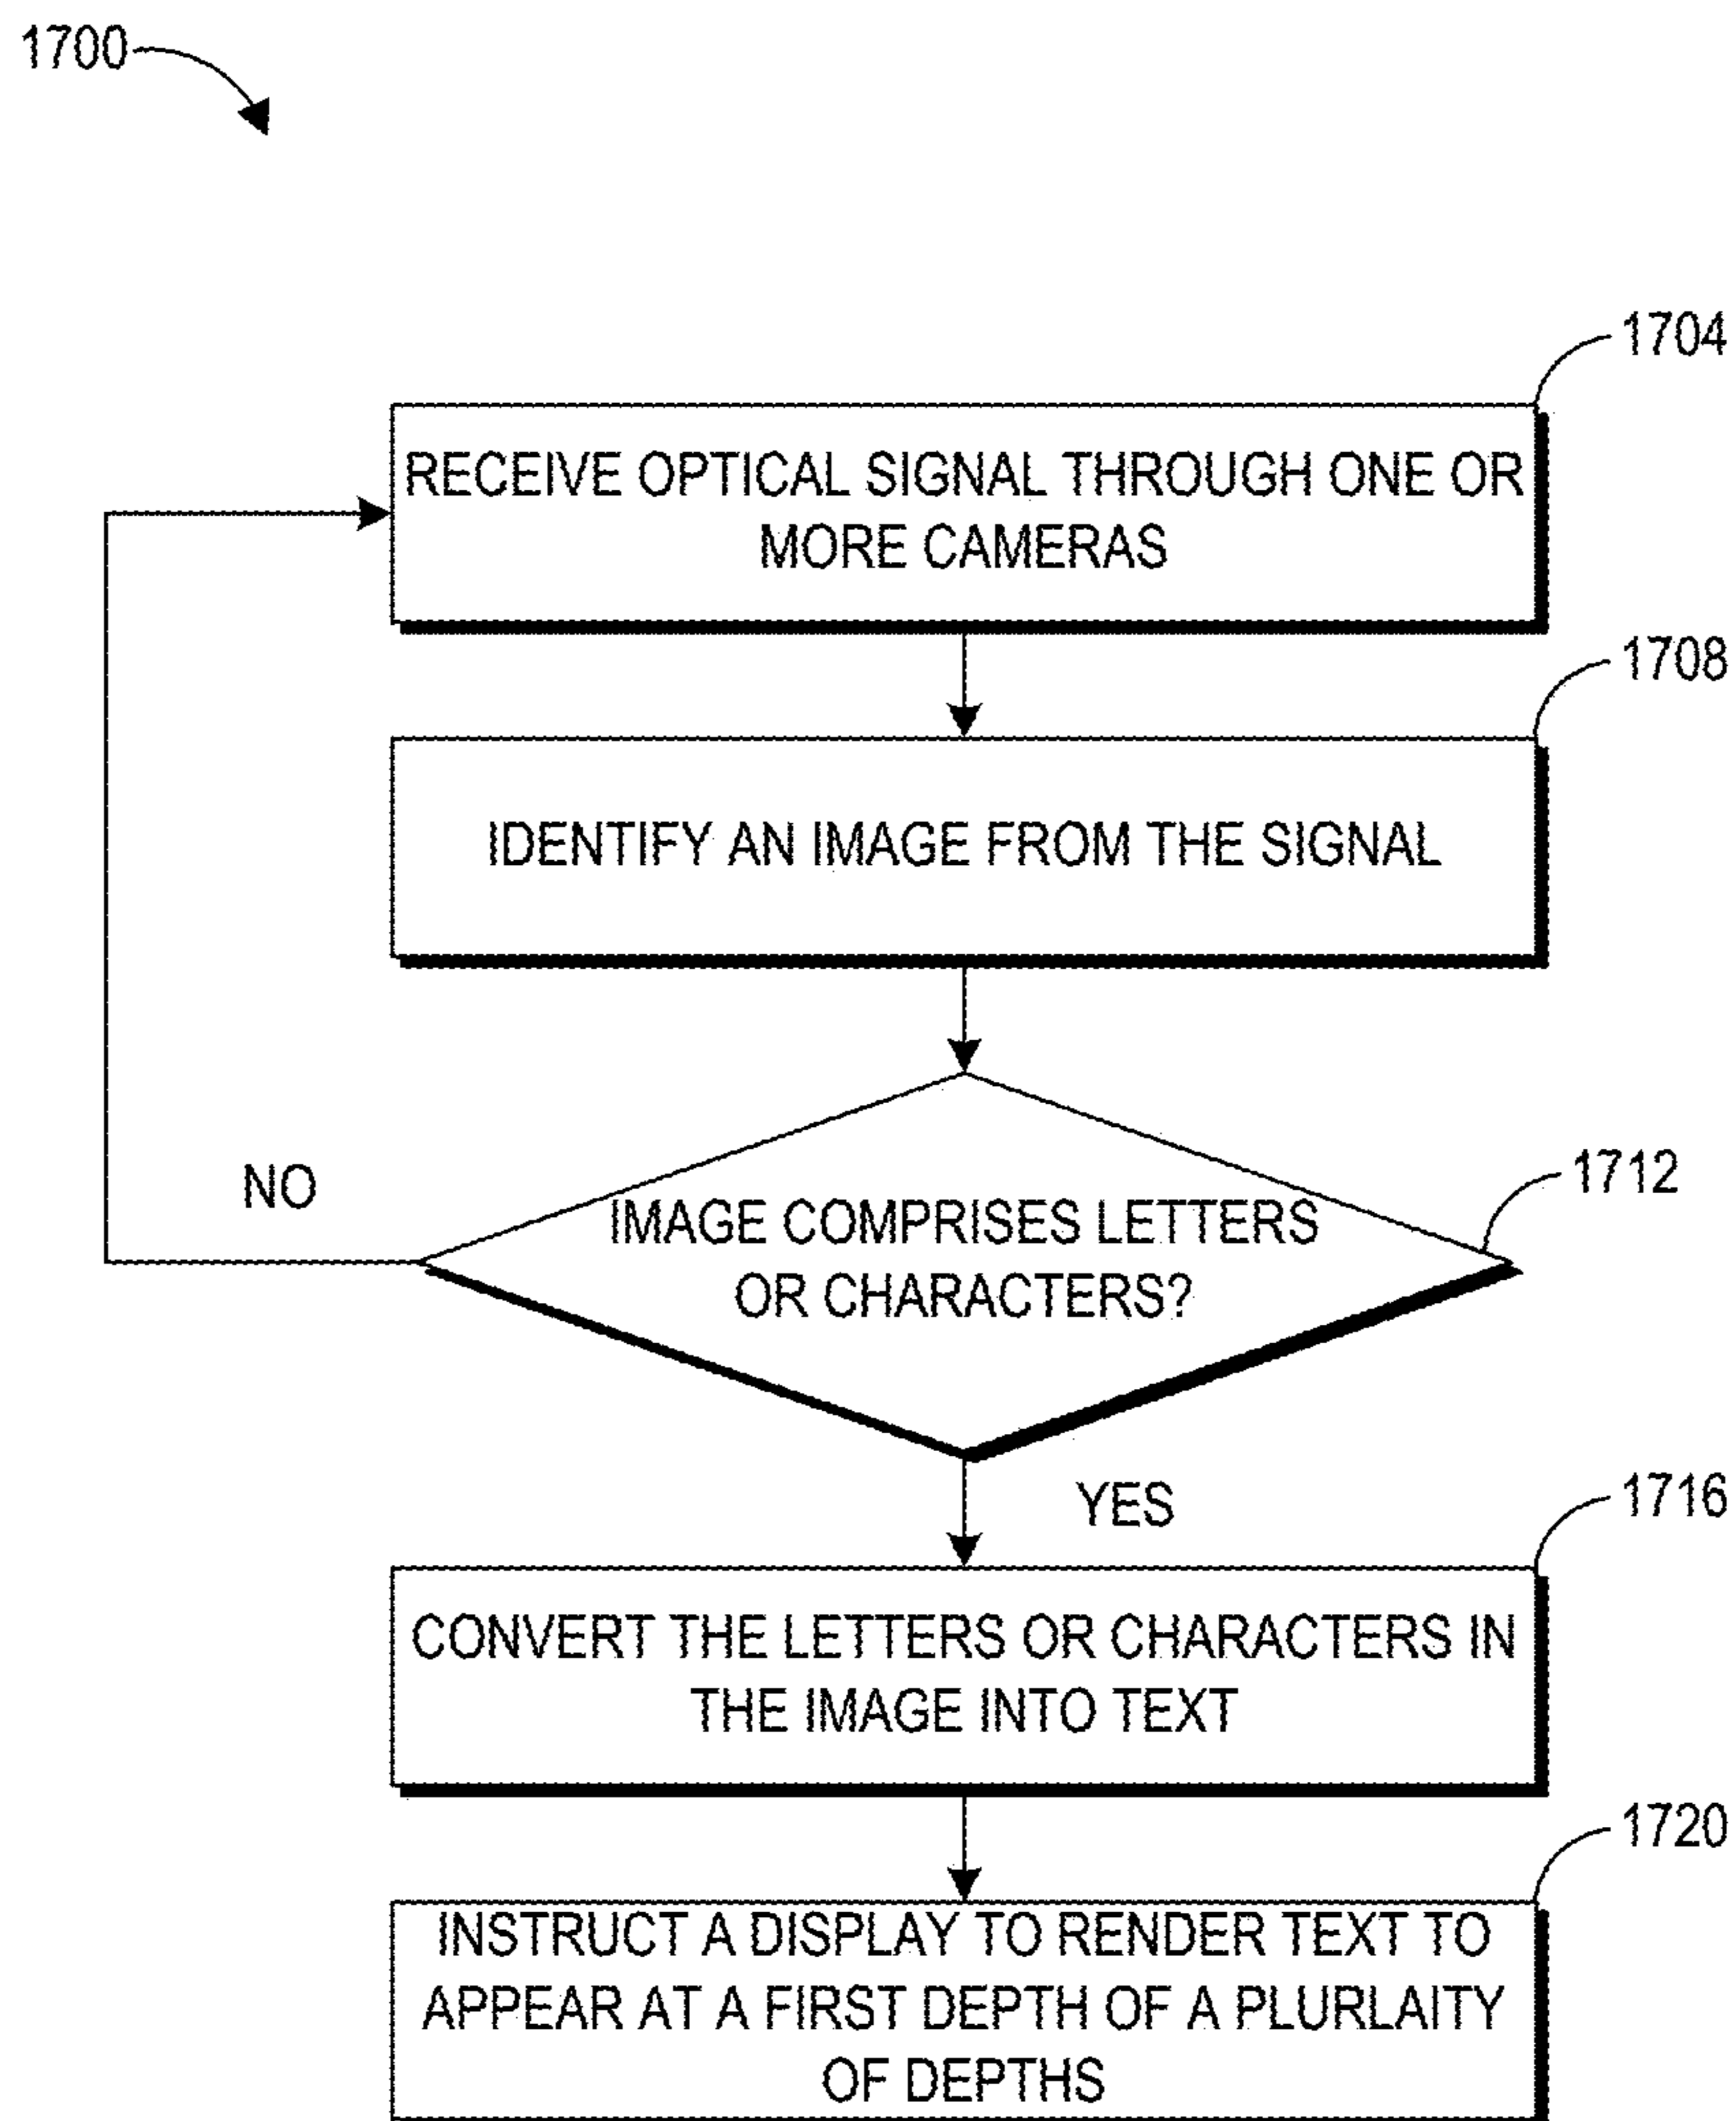 1700
1704
RECEIVE OPTICAL SIGNAL THROUGH ONE OR
MORE CAMERAS
1708
IDENTIFY AN IMAGE FROM THE SIGNAL
NO
1712
IMAGE COMPRISES LETTERS
OR CHARACTERS?
YES
1716
CONVERT THE LETTERS OR CHARACTERS IN
THE IMAGE INTO TEXT
1720
INSTRUCT A DISPLAY TO RENDER TEXT TO
APPEAR AT A FIRST DEPTH OF A PLURLAITY
OF DEPTHS